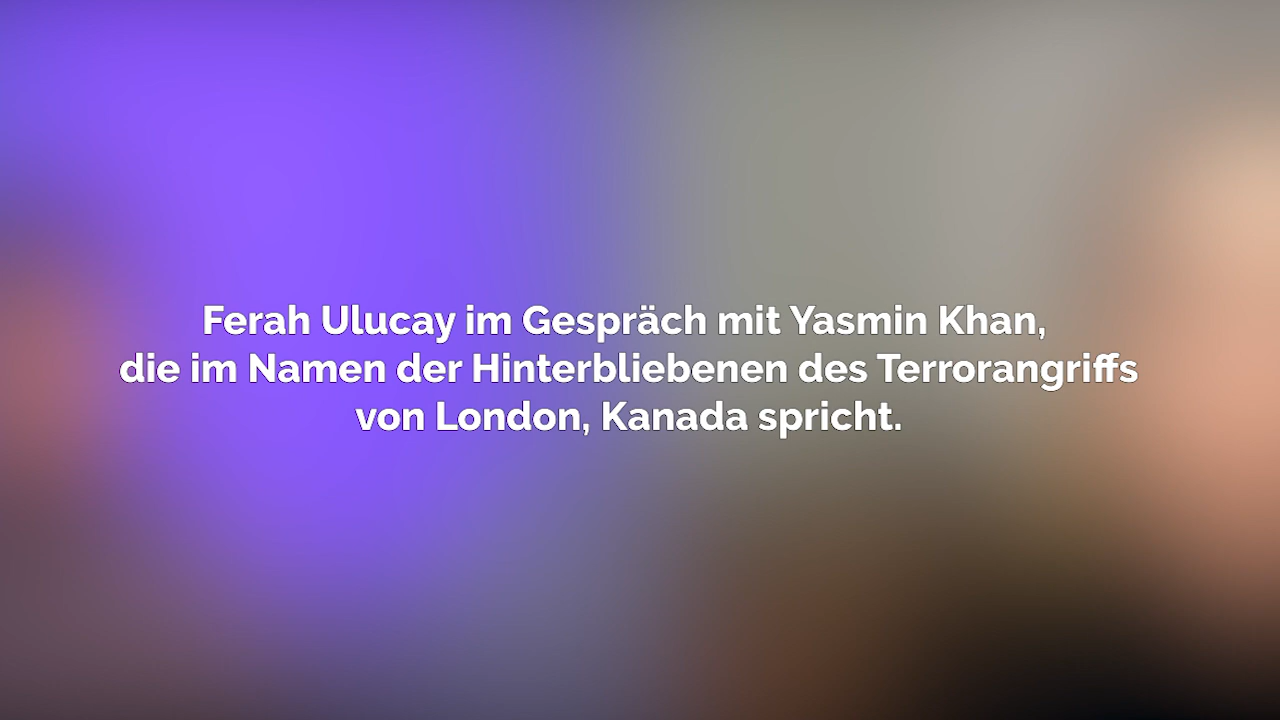 Ferah Ulucay im Gespräch mit Yasmin Khan,
die im Namen der Hinterbliebenen des Terrorangriffs
von London, Kanada spricht.